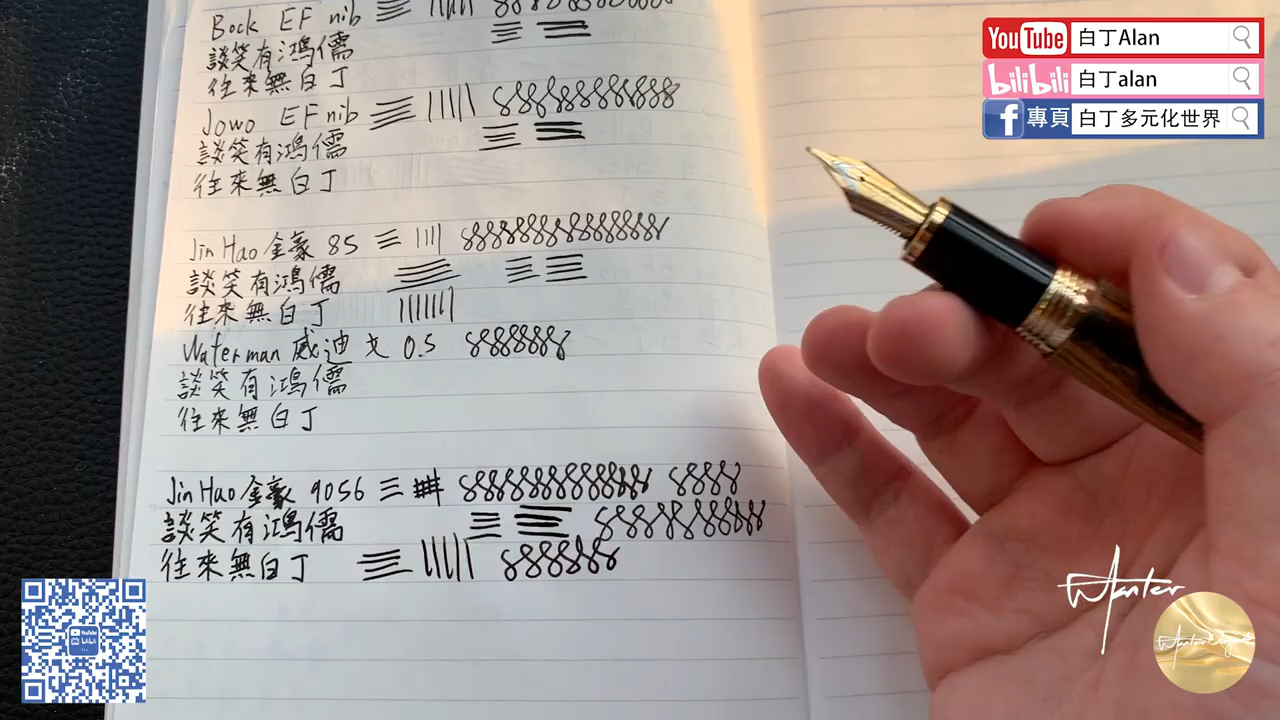 Bock EF nib
談笑有鴻儒
往來無白丁
Jowo EF nib
談笑有鴻儒
往來無白丁
JinHao 金豪 85
談笑有鴻儒
往來無白丁
Waterman 威迪文 0.5
談笑有鴻儒
往來無白丁
JinHao 金豪 9056
談笑有鴻儒
往來無白丁
YouTube 白丁Alan
bilibili 白丁alan
f 專頁 白丁多元化世界